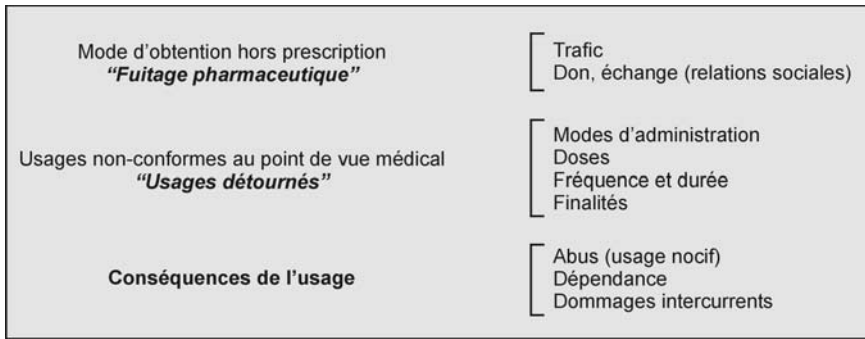 Mode d’obtention hors prescription
“Fuitage pharmaceutique”
Trafic
Don, échange (relations sociales)
Usages non-conformes au point de vue médical
“Usages détournés”
Modes d’administration
Doses
Fréquence et durée
Finalités
Conséquences de l’usage
Abus (usage nocif)
Dépendance
Dommages intercurrents